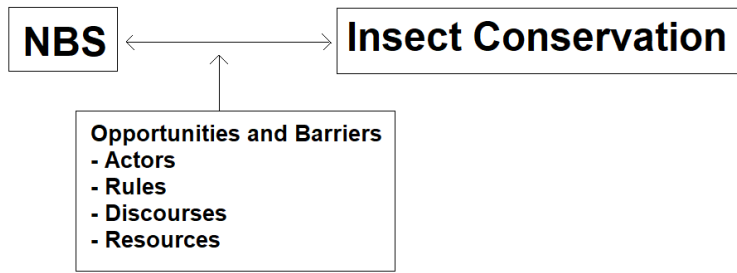 NBS
Insect Conservation
Opportunities and Barriers
- Actors
- Rules
- Discourses
- Resources